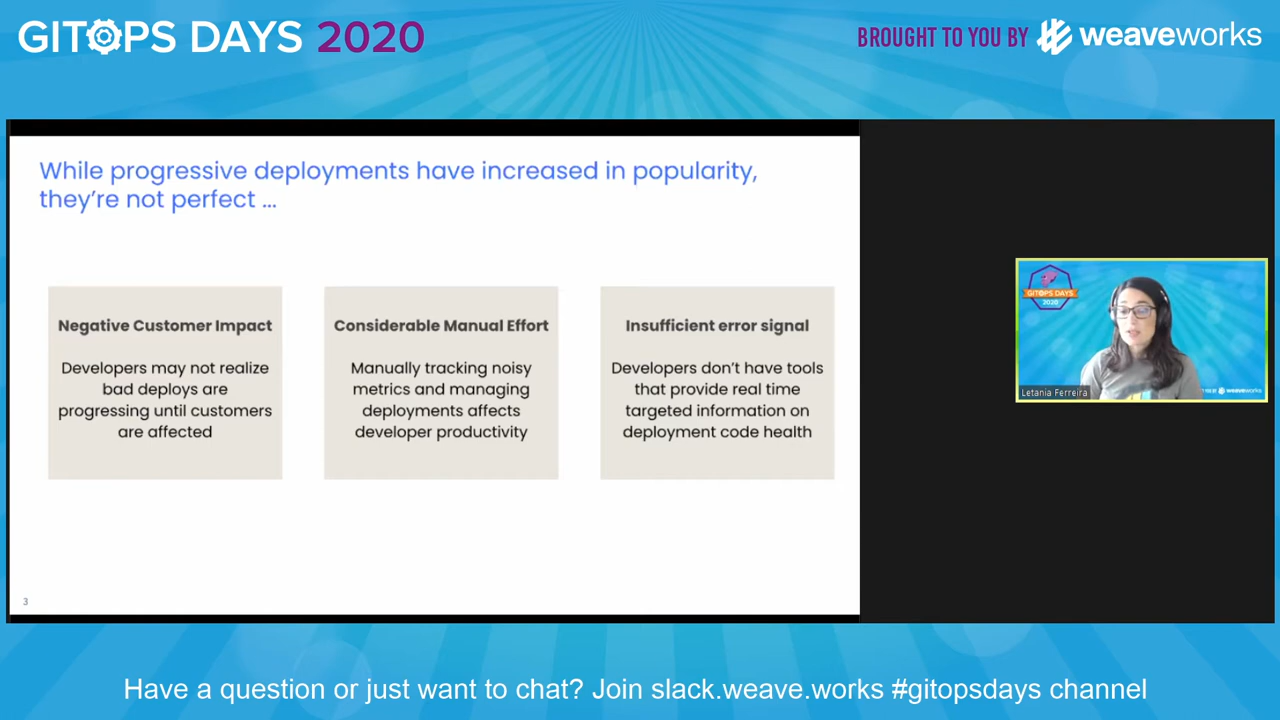 GITOPS DAYS 2020
BROUGHT TO YOU BY weaveworks
While progressive deployments have increased in popularity,
they're not perfect ...
Negative Customer Impact
Developers may not realize
bad deploys are
progressing until customers
are affected
Considerable Manual Effort
Manually tracking noisy
metrics and managing
deployments affects
developer productivity
Insufficient error signal
Developers don't have tools
that provide real time
targeted information on
deployment code health
3
GITOPS DAYS
2020
Letania Ferreira
weaveworks
Have a question or just want to chat? Join slack.weave.works #gitopsdays channel